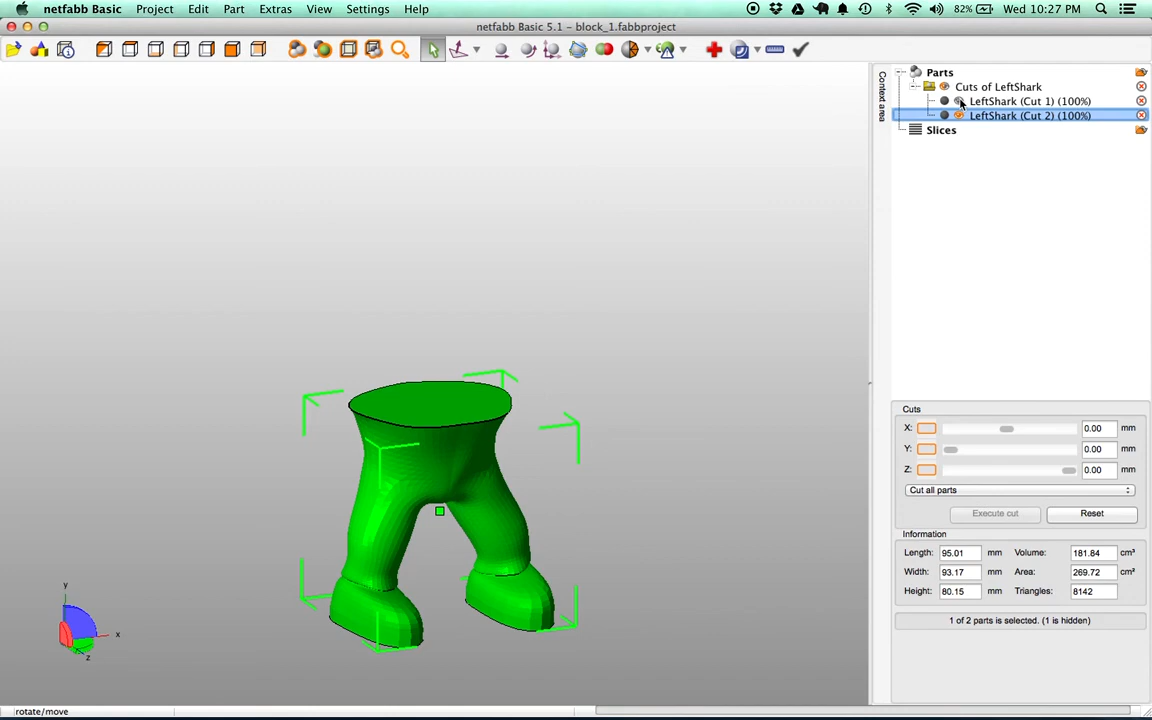 netfabb Basic Project Edit Part Extras View Settings Help 82% Wed 10:27 PM
netfabb Basic 5.1 – block_1.fabbproject
Context area
Parts
Cuts of LeftShark
LeftShark (Cut 1) (100%)
LeftShark (Cut 2) (100%)
Slices
Cuts
X: 0.00 mm
Y: 0.00 mm
Z: 0.00 mm
Cut all parts
Execute cut Reset
Information
Length: 95.01 mm Volume: 181.84 cm³
Width: 93.17 mm Area: 269.72 cm²
Height: 80.15 mm Triangles: 8142
1 of 2 parts is selected. (1 is hidden)
y
x
z
rotate/move